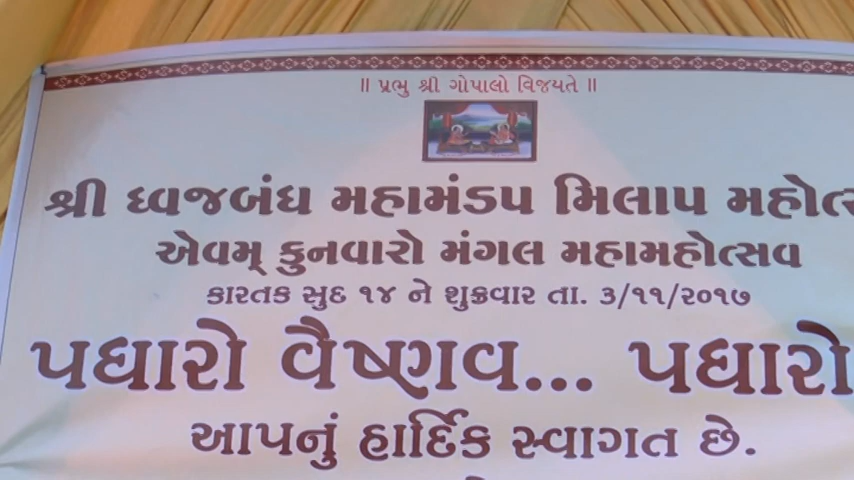 ॥ પ્રભુ શ્રી ગોપાલો વિજયતે ॥
શ્રી ધ્વજબંધ મહામંડપ મિલાપ
એવમ્ કુનવારો મંગલ મહામહોત્સવ
કારતક સુદ ૧૪ ને શુક્રવાર તા. ૩/૧૧/૨૦૧૭
પધારો વૈષ્ણવ... પધારો
આપનું હાર્દિક સ્વાગત છે.